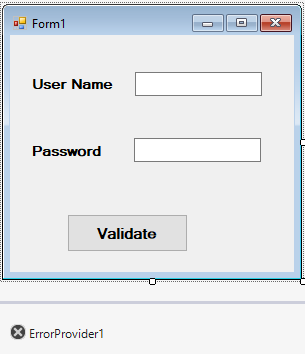 Form1
User Name
Password
Validate
ErrorProvider1